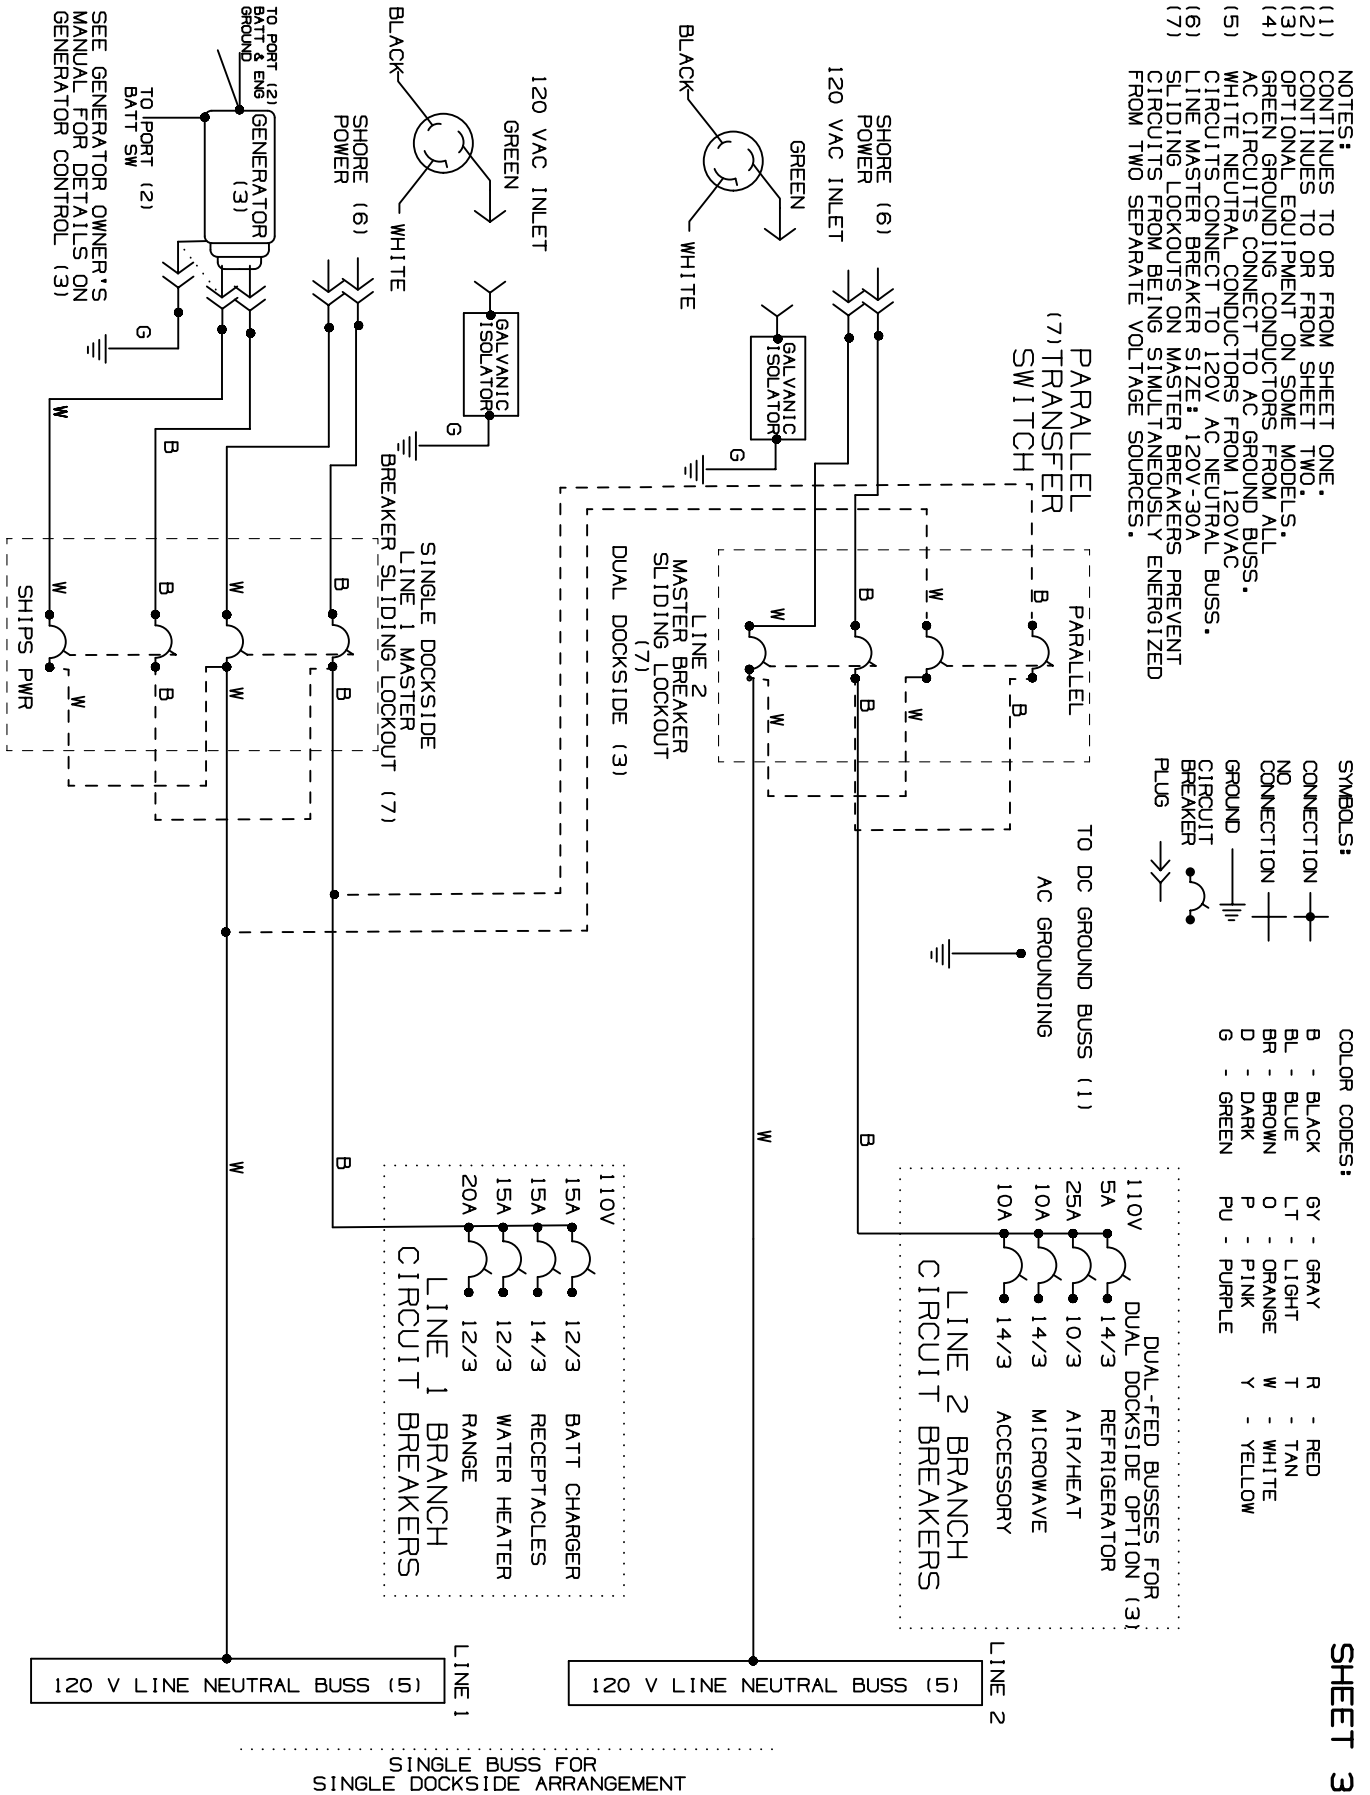 SHEET 3
NOTES:
(1) CONTINUES TO OR FROM SHEET ONE.
(2) CONTINUES TO OR FROM SHEET TWO.
(3) OPTIONAL EQUIPMENT ON SOME MODELS.
(4) GREEN GROUNDING CONDUCTORS FROM ALL
AC CIRCUITS CONNECT TO AC GROUND BUSS.
(5) WHITE NEUTRAL CONDUCTORS FROM 120VAC
CIRCUITS CONNECT TO 120V AC NEUTRAL BUSS.
(6) LINE MASTER BREAKER SIZE: 120V-30A
(7) SLIDING LOCKOUTS ON MASTER BREAKERS PREVENT
CIRCUITS FROM BEING SIMULTANEOUSLY ENERGIZED
FROM TWO SEPARATE VOLTAGE SOURCES.
SYMBOLS:
CONNECTION
NO
CONNECTION
GROUND
CIRCUIT
BREAKER
PLUG
COLOR CODES:
B - BLACK GY - GRAY R - RED
BL - BLUE LT - LIGHT T - TAN
BR - BROWN O - ORANGE W - WHITE
D - DARK P - PINK Y - YELLOW
G - GREEN PU - PURPLE
PARALLEL
(7) TRANSFER
SWITCH
PARALLEL
TO DC GROUND BUSS (1)
AC GROUNDING
SHORE (6)
POWER
120 VAC INLET
GREEN
BLACK
WHITE
GALVANIC
ISOLATOR
G
B
W
B
W
B
W
B
W
LINE 2
MASTER BREAKER
SLIDING LOCKOUT
(7)
DUAL DOCKSIDE (3)
B
W
DUAL-FED BUSSES FOR
DUAL DOCKSIDE OPTION (3)
110V
5A 14/3 REFRIGERATOR
25A 10/3 AIR/HEAT
10A 14/3 MICROWAVE
10A 14/3 ACCESSORY
LINE 2 BRANCH
CIRCUIT BREAKERS
LINE 2
120 V LINE NEUTRAL BUSS (5)
120 VAC INLET
GREEN
BLACK
WHITE
GALVANIC
ISOLATOR
G
SHORE (6)
POWER
SINGLE DOCKSIDE
LINE 1 MASTER
BREAKER SLIDING LOCKOUT (7)
TO PORT (2)
BATT & ENG
GROUND
GENERATOR
(3)
TO PORT (2)
BATT SW
SEE GENERATOR OWNER'S
MANUAL FOR DETAILS ON
GENERATOR CONTROL (3)
G
B
W
B
W
B
W
B
W
B
W
SHIPS PWR
B
W
110V
15A 12/3 BATT CHARGER
15A 14/3 RECEPTACLES
15A 12/3 WATER HEATER
20A 12/3 RANGE
LINE 1 BRANCH
CIRCUIT BREAKERS
LINE 1
120 V LINE NEUTRAL BUSS (5)
SINGLE BUSS FOR
SINGLE DOCKSIDE ARRANGEMENT